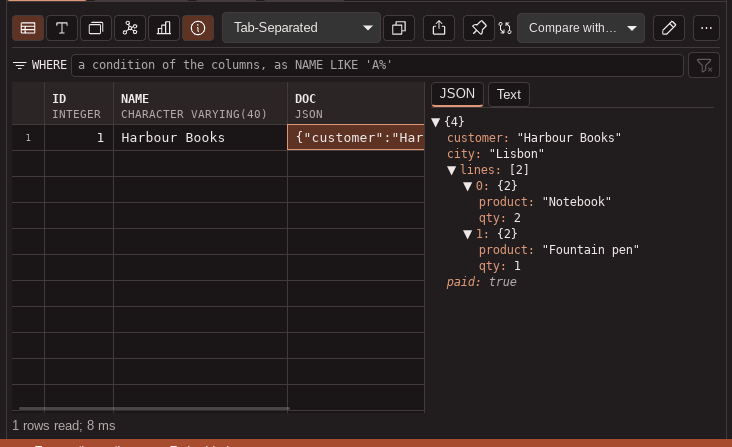 Tab-Separated
Compare with...
WHERE a condition of the columns, as NAME LIKE 'A%'
ID NAME DOC
INTEGER CHARACTER VARYING(40) JSON
1 1 Harbour Books {"customer":"Har
JSON Text
{4}
customer: "Harbour Books"
city: "Lisbon"
lines: [2]
0: {2}
product: "Notebook"
qty: 2
1: {2}
product: "Fountain pen"
qty: 1
paid: true
1 rows read; 8 ms